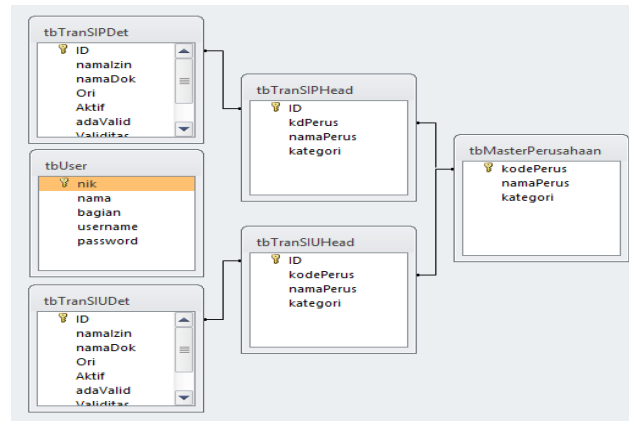 tbTranSIPDet
ID
namaIzin
namaDok
Ori
Aktif
adaValid
Validitas
tbUser
nik
nama
bagian
username
password
tbTranSIUDet
ID
namaIzin
namaDok
Ori
Aktif
adaValid
Validitas
tbTranSIPHead
ID
kdPerus
namaPerus
kategori
tbTranSIUHead
ID
kodePerus
namaPerus
kategori
tbMasterPerusahaan
kodePerus
namaPerus
kategori